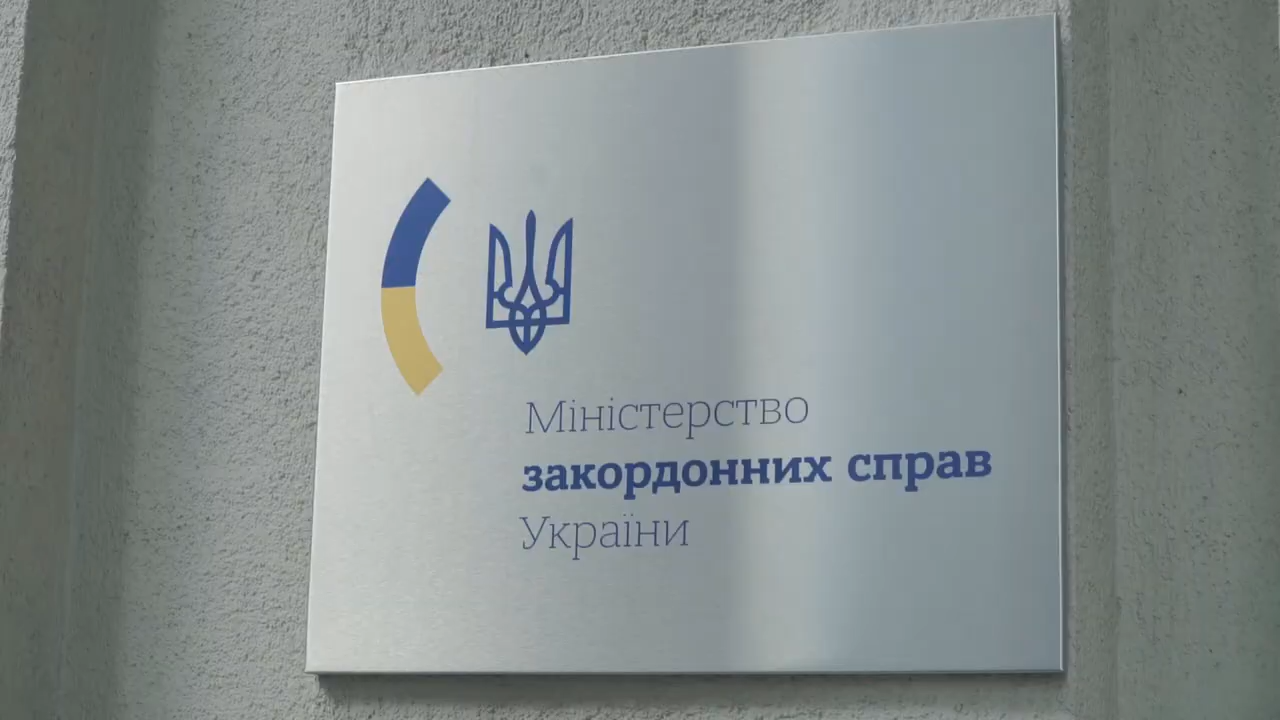 Міністерство
закордонних справ
України